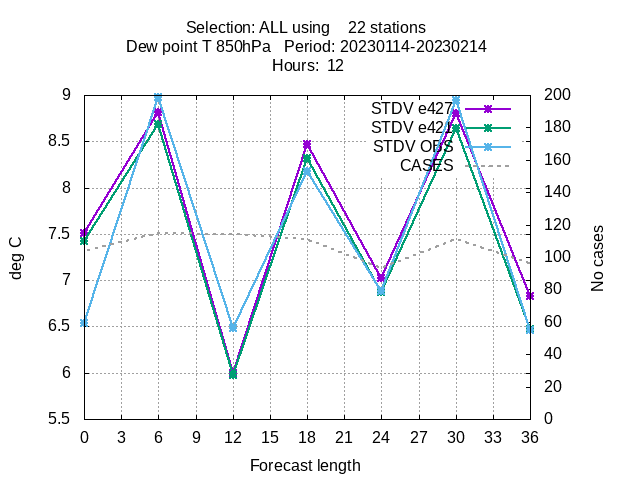 Selection: ALL using 22 stations
Dew point T 850hPa Period: 20230114-20230214
Hours: 12
9
8.5
8
7.5
7
6.5
6
5.5
deg C
STDV e427
STDV e421
STDV OBS
CASES
200
180
160
140
120
100
80
60
40
20
0
No cases
0 3 6 9 12 15 18 21 24 27 30 33 36
Forecast length